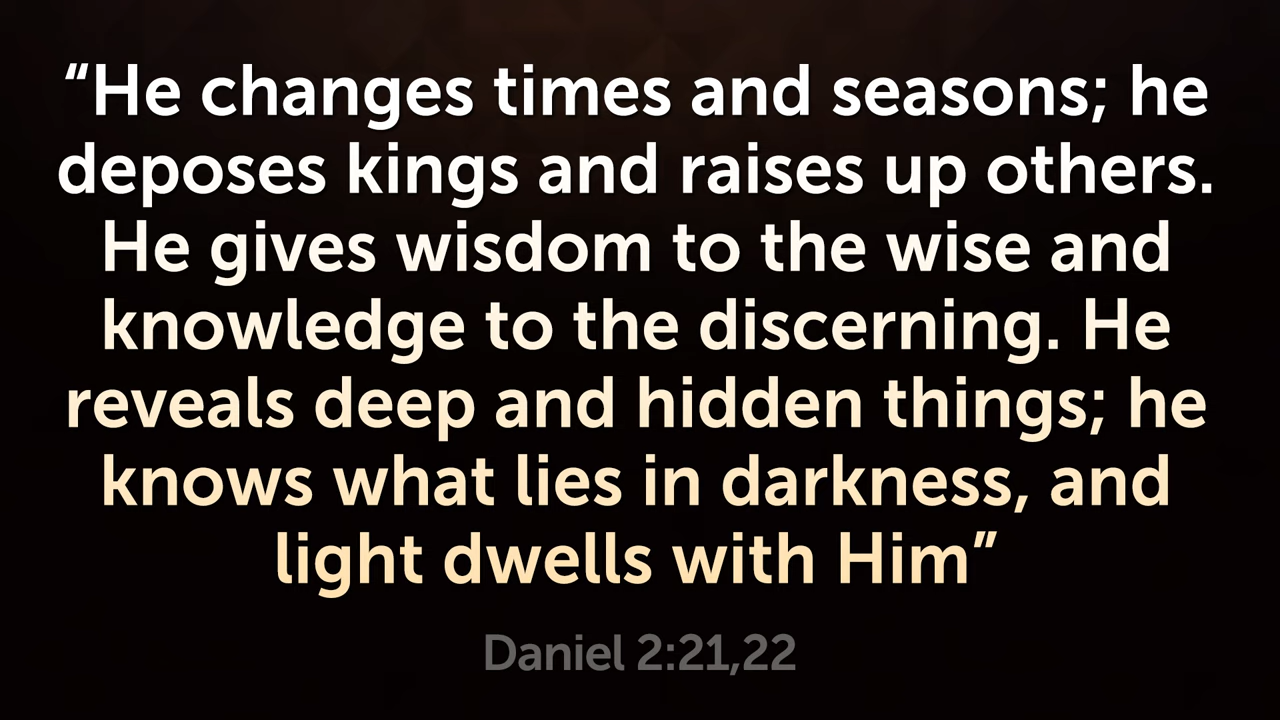 “He changes times and seasons; he
deposes kings and raises up others.
He gives wisdom to the wise and
knowledge to the discerning. He
reveals deep and hidden things; he
knows what lies in darkness, and
light dwells with Him”
Daniel 2:21,22